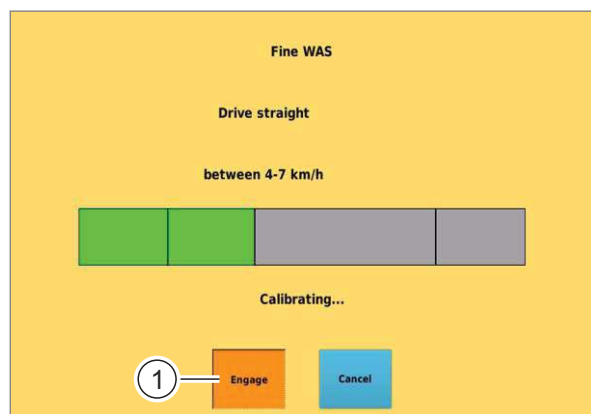 Fine WAS
Drive straight
between 4-7 km/h
Calibrating...
1 Engage Cancel